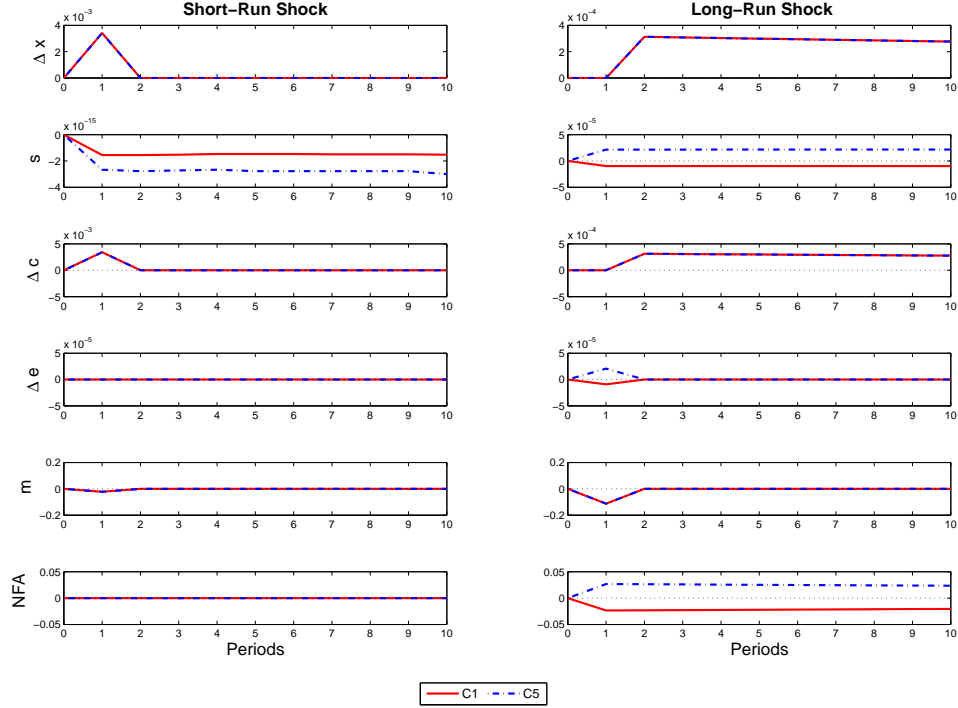 Short−Run Shock
x 10−3
4
2
0
Δ x
0 1 2 3 4 5 6 7 8 9 10
x 10−15
0
−2
−4
s
0 1 2 3 4 5 6 7 8 9 10
x 10−3
5
0
−5
Δ c
0 1 2 3 4 5 6 7 8 9 10
x 10−5
5
0
−5
Δ e
0 1 2 3 4 5 6 7 8 9 10
0.2
0
−0.2
m
0 1 2 3 4 5 6 7 8 9 10
0.05
0
−0.05
NFA
0 1 2 3 4 5 6 7 8 9 10
Periods
Long−Run Shock
x 10−4
4
2
0
0 1 2 3 4 5 6 7 8 9 10
x 10−5
5
0
−5
0 1 2 3 4 5 6 7 8 9 10
x 10−4
5
0
−5
0 1 2 3 4 5 6 7 8 9 10
x 10−5
5
0
−5
0 1 2 3 4 5 6 7 8 9 10
0.2
0
−0.2
0 1 2 3 4 5 6 7 8 9 10
0.05
0
−0.05
0 1 2 3 4 5 6 7 8 9 10
Periods
C1 C5